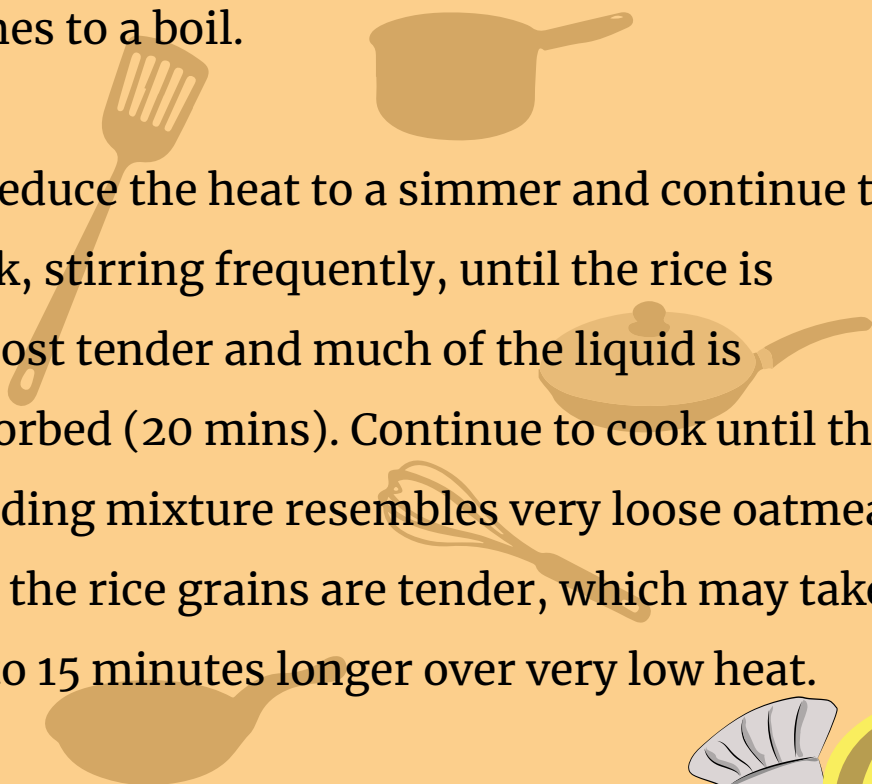 nes to a boil.
educe the heat to a simmer and continue t
k, stirring frequently, until the rice is
ost tender and much of the liquid is
orbed (20 mins). Continue to cook until th
ding mixture resembles very loose oatmea
the rice grains are tender, which may take
o 15 minutes longer over very low heat.